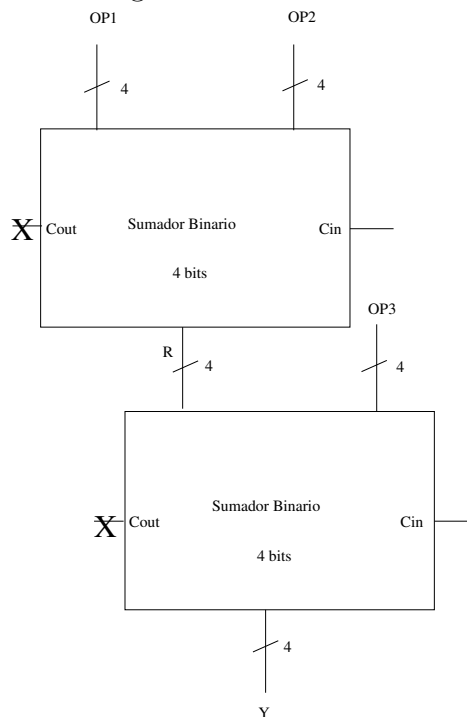 OP1 OP2
4 4
X Cout Sumador Binario Cin
4 bits
OP3
R 4 4
Sumador Binario
X Cout Cin
4 bits
4
Y